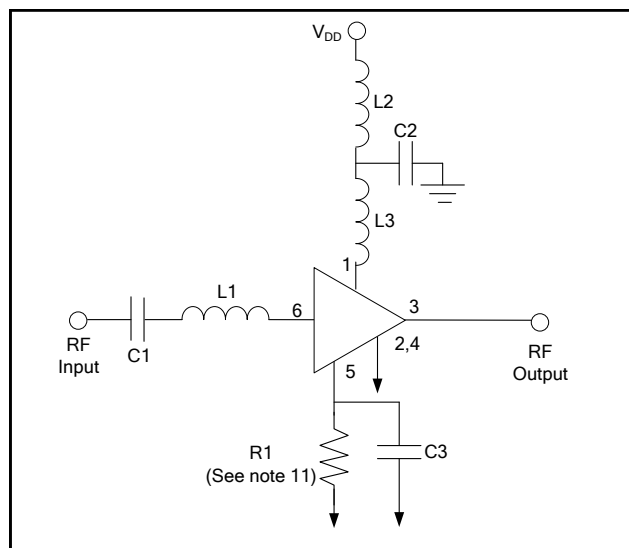 V_DD
L2
C2
L3
1
L1
6
3
2,4
5
RF
Input
C1
RF
Output
R1
(See note 11)
C3